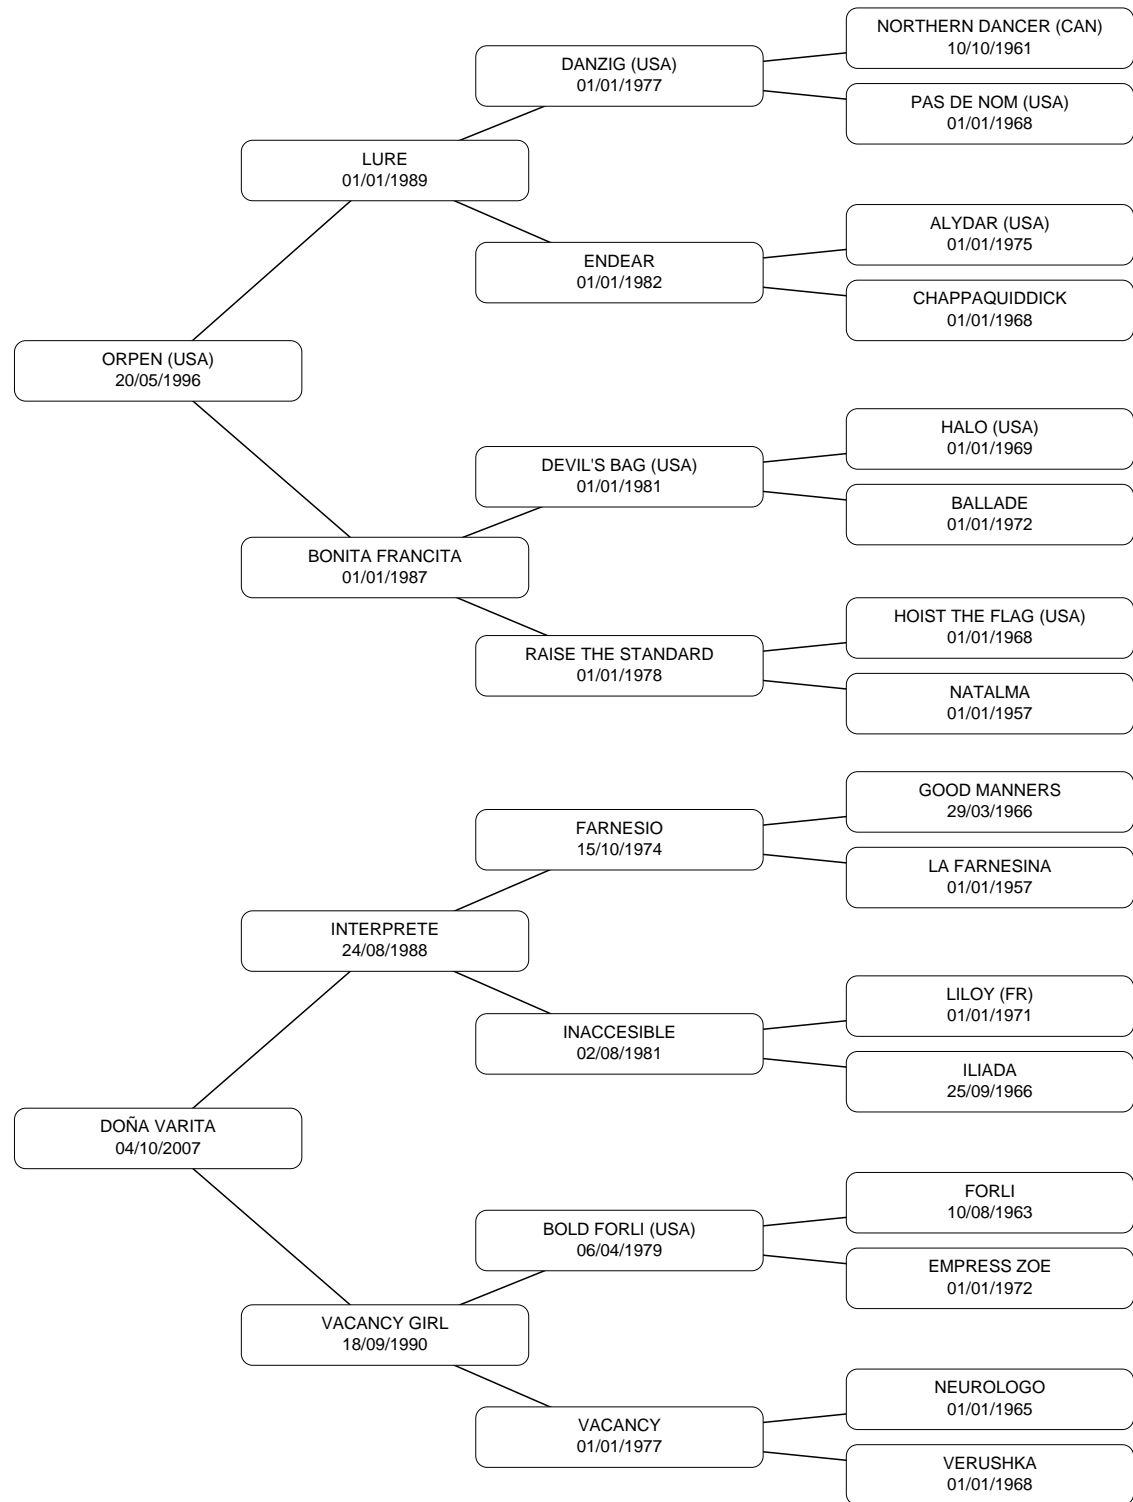 NORTHERN DANCER (CAN)
10/10/1961
DANZIG (USA)
01/01/1977
PAS DE NOM (USA)
01/01/1968
LURE
01/01/1989
ALYDAR (USA)
01/01/1975
ENDEAR
01/01/1982
CHAPPAQUIDDICK
01/01/1968
ORPEN (USA)
20/05/1996
HALO (USA)
01/01/1969
DEVIL'S BAG (USA)
01/01/1981
BALLADE
01/01/1972
BONITA FRANCITA
01/01/1987
HOIST THE FLAG (USA)
01/01/1968
RAISE THE STANDARD
01/01/1978
NATALMA
01/01/1957
GOOD MANNERS
29/03/1966
FARNESIO
15/10/1974
LA FARNESINA
01/01/1957
INTERPRETE
24/08/1988
LILOY (FR)
01/01/1971
INACCESIBLE
02/08/1981
ILIADA
25/09/1966
DOÑA VARITA
04/10/2007
FORLI
10/08/1963
BOLD FORLI (USA)
06/04/1979
EMPRESS ZOE
01/01/1972
VACANCY GIRL
18/09/1990
NEUROLOGO
01/01/1965
VACANCY
01/01/1977
VERUSHKA
01/01/1968